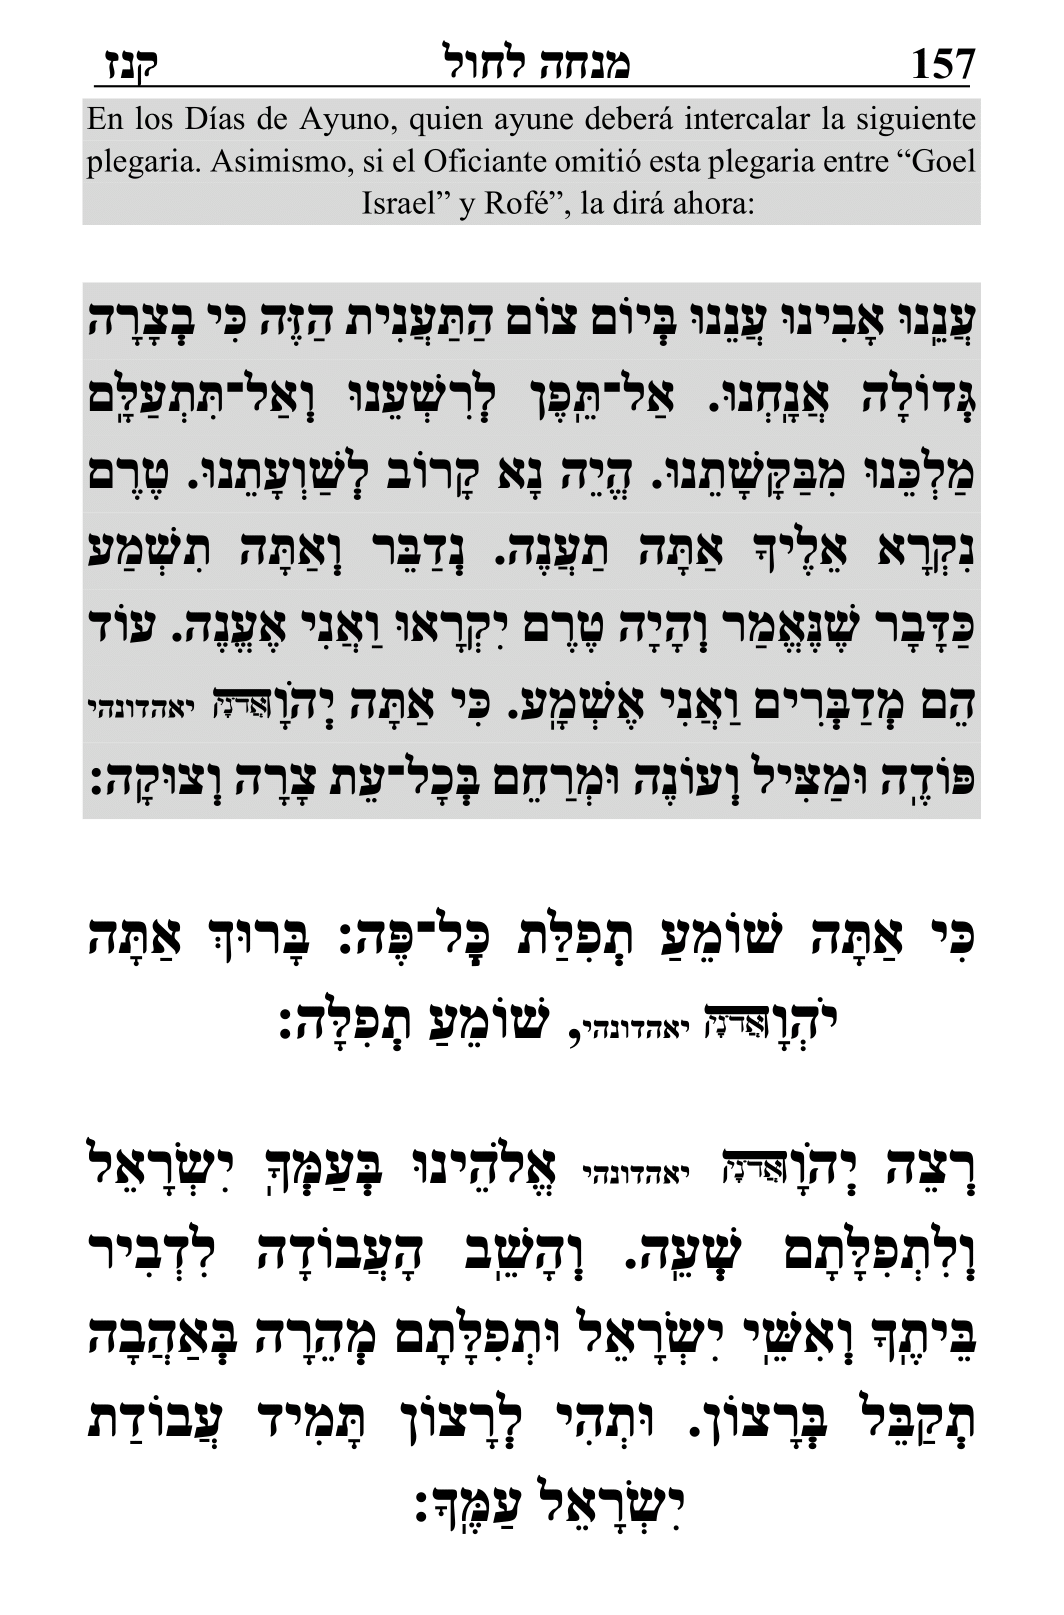 157 מנחה לחול קנז
En los Días de Ayuno, quien ayune deberá intercalar la siguiente
plegaria. Asimismo, si el Oficiante omitió esta plegaria entre “Goel
Israel” y Rofé”, la dirá ahora:
עֲנֵֽנוּ אָבִינוּ עֲנֵנוּ בְּיוֹם צוֹם הַתַּעֲנִית הַזֶּה כִּי בְצָרָה
גְּדוֹלָה אֲנָֽחְנוּ. אַל־תֵּפֶן לְרִשְׁעֵנוּ וְאַל־תִּתְעַלָּֽם
מַלְכֵּנוּ מִבַּקָּשָׁתֵנוּ. הֱיֵה נָא קָרוֹב לְשַׁוְעָתֵנוּ. טֶרֶם
נִקְרָא אֵלֶיךָ אַתָּה תַעֲנֶה. נְדַבֵּר וְאַתָּה תִשְׁמַע
כַּדָּבָר שֶׁנֶּאֱמַר וְהָיָה טֶרֶם יִקְרָאוּ וַאֲנִי אֶעֱנֶה. עוֹד
הֵם מְדַבְּרִים וַאֲנִי אֶשְׁמָֽע. כִּי אַתָּה יְהֹוָאֲדֹנָי יאהדונהי
פּוֹדֶֽה וּמַצִּיל וְעוֹנֶה וּמְרַחֵם בְּכָל־עֵת צָרָה וְצוּקָה:
כִּי אַתָּה שׁוֹמֵעַ תְפִלַּת כָּל־פֶּה: בָּרוּךְ אַתָּה
יֹהְוָאֲדֹנָי יאהדונהי, שׁוֹמֵעַ תְפִלָּה:
רְצֵה יְהֹוָאֲדֹנָי יאהדונהי אֱלֹהֵינוּ בְּעַמְּךָֽ יִשְׂרָאֵל
וְלִתְפִלָּתָם שְׁעֵֽה. וְהָשֵֽׁב הָעֲבוֹדָה לִדְבִיר
בֵּיתֶֽךָ וְאִשֵּֽׁי יִשְׂרָאֵל וּתְפִלָּתָם מְהֵרָה בְּאַהֲבָה
תְקַבֵּל בְּרָצוֹן. וּתְהִי לְרָצוֹן תָּמִיד עֲבוֹדַת
יִשְׂרָאֵל עַמֶּֽךָ: